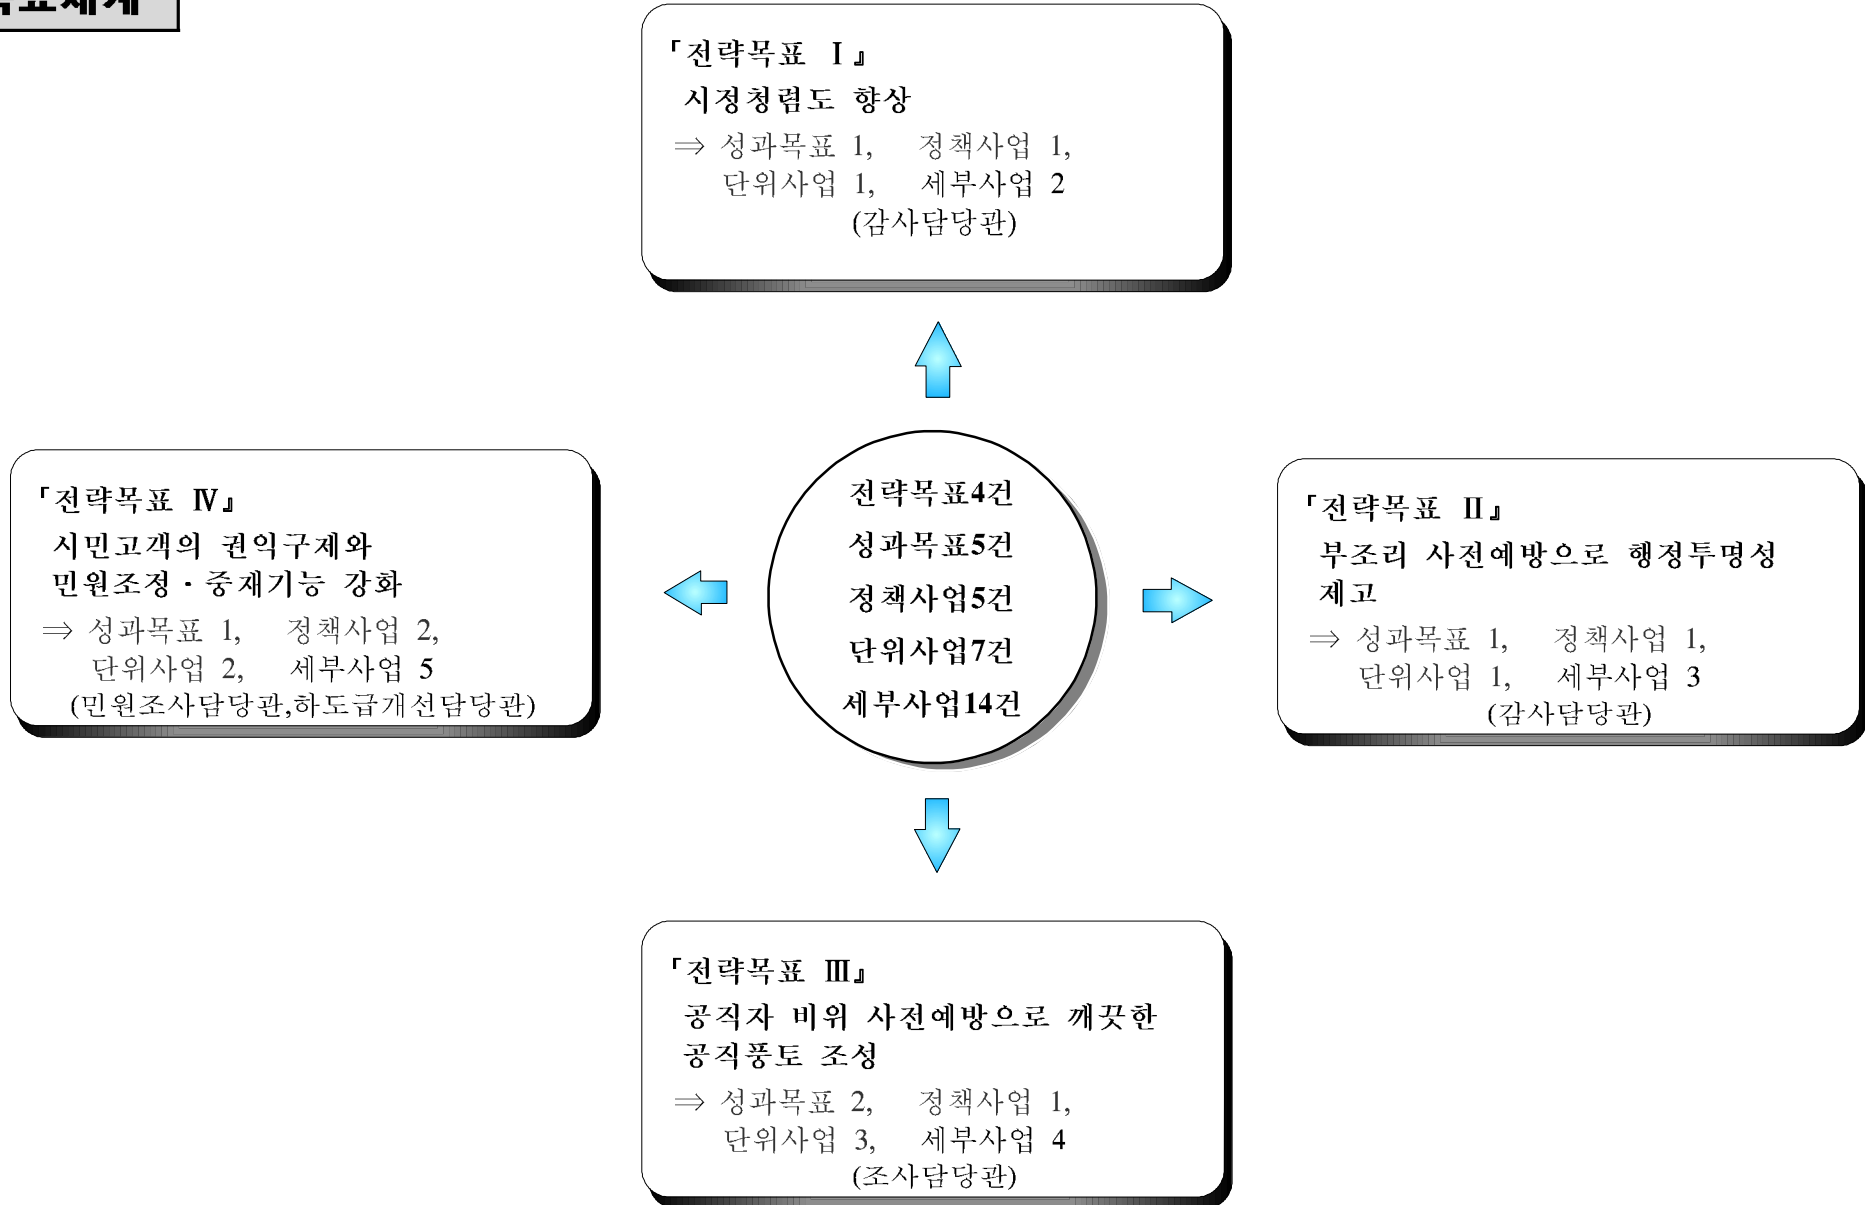 『전략목표 Ⅰ』
시정청렴도 향상
⇒ 성과목표 1, 정책사업 1,
단위사업 1, 세부사업 2
(감사담당관)
『전략목표 Ⅳ』
시민고객의 권익구제와
민원조정·중재기능 강화
⇒ 성과목표 1, 정책사업 2,
단위사업 2, 세부사업 5
(민원조사담당관,하도급개선담당관)
전략목표4건
성과목표5건
정책사업5건
단위사업7건
세부사업14건
『전략목표 Ⅱ』
부조리 사전예방으로 행정투명성
제고
⇒ 성과목표 1, 정책사업 1,
단위사업 1, 세부사업 3
(감사담당관)
『전략목표 Ⅲ』
공직자 비위 사전예방으로 깨끗한
공직풍토 조성
⇒ 성과목표 2, 정책사업 1,
단위사업 3, 세부사업 4
(조사담당관)